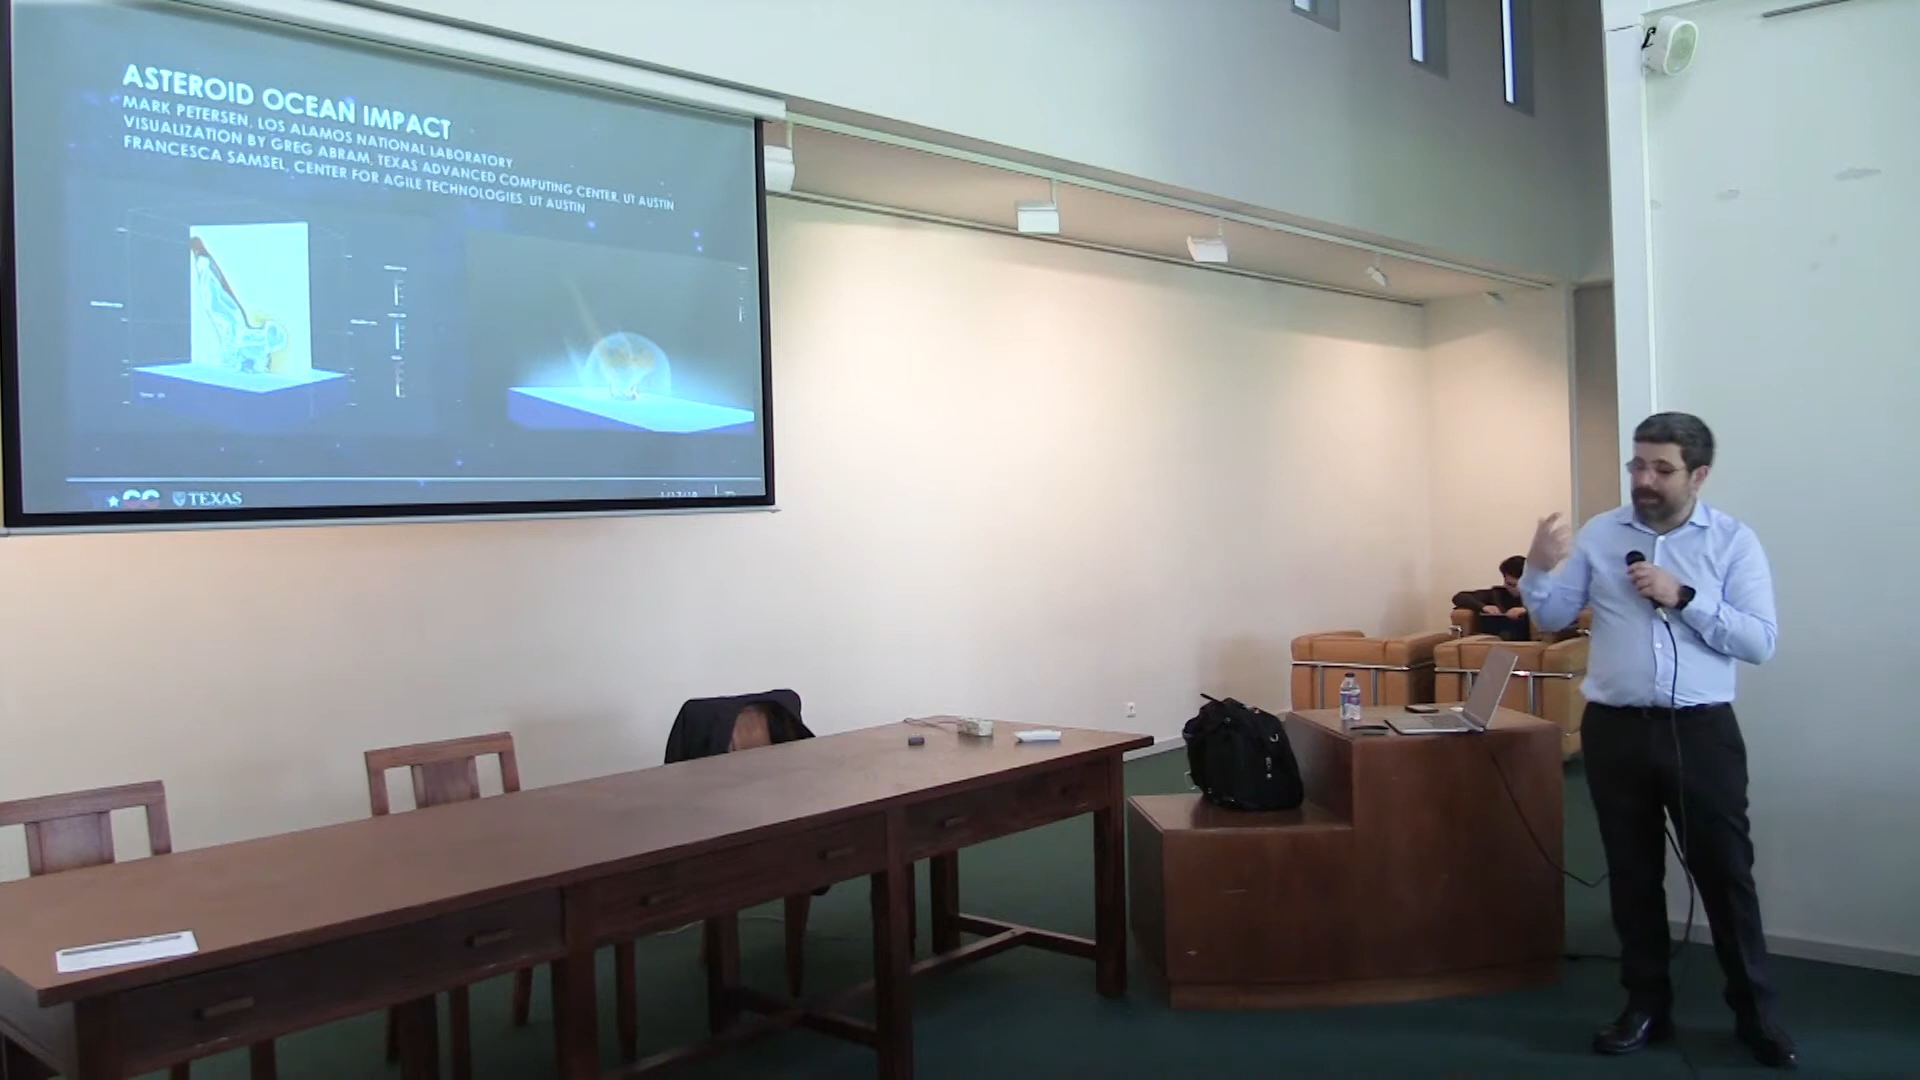 ASTEROID OCEAN IMPACT
MARK PETERSEN, LOS ALAMOS NATIONAL LABORATORY
VISUALIZATION BY GREG ABRAM, TEXAS ADVANCED COMPUTING CENTER, UT AUSTIN
FRANCESCA SAMSEL, CENTER FOR AGILE TECHNOLOGIES, UT AUSTIN
TEXAS